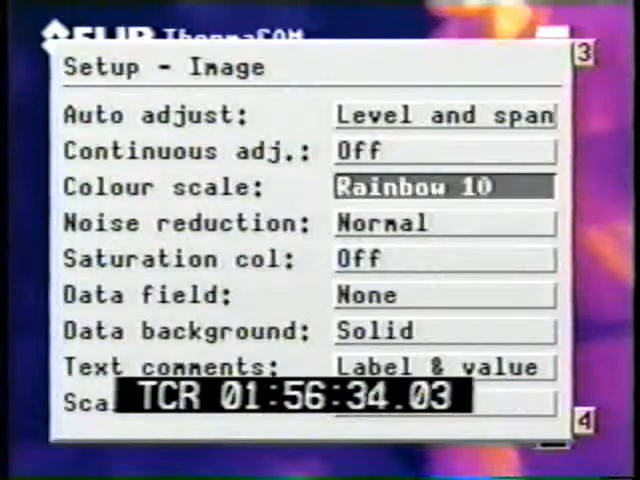 FLIR ThermaCAM
3
Setup - Image
Auto adjust: Level and span
Continuous adj.: Off
Colour scale: Rainbow 10
Noise reduction: Normal
Saturation col: Off
Data field: None
Data background: Solid
Text comments: Label & value
Sca
TCR 01:56:34.03
4